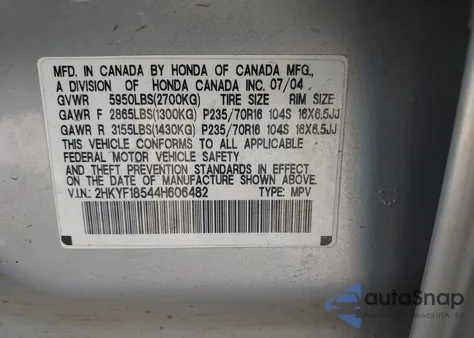 MFD. IN CANADA BY HONDA OF CANADA MFG.,
A DIVISION OF HONDA CANADA INC. 07/04
GVWR 5950LBS(2700KG) TIRE SIZE RIM SIZE
GAWR F 2865LBS(1300KG) P235/70R16 104S 16X6.5JJ
GAWR R 3155LBS(1430KG) P235/70R16 104S 16X6.5JJ
THIS VEHICLE CONFORMS TO ALL APPLICABLE
FEDERAL MOTOR VEHICLE SAFETY
AND THEFT PREVENTION STANDARDS IN EFFECT
ON THE DATE OF MANUFACTURE SHOWN ABOVE.
V.I.N.: 2HKYF18544H606482 TYPE: MPV
autoSnap